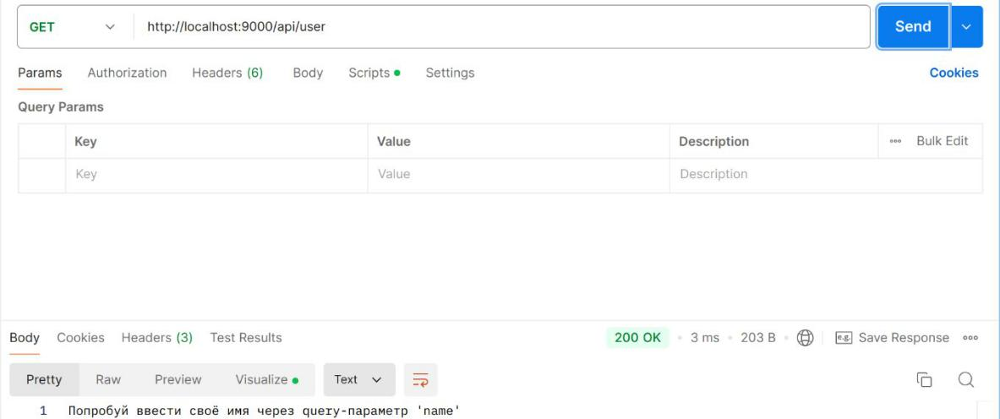 GET http://localhost:9000/api/user Send
Params Authorization Headers (6) Body Scripts Settings Cookies
Query Params
Key Value Description Bulk Edit
Key Value Description
Body Cookies Headers (3) Test Results 200 OK 3 ms 203 B e.g. Save Response
Pretty Raw Preview Visualize Text
1 Попробуй ввести своё имя через query-параметр 'name'